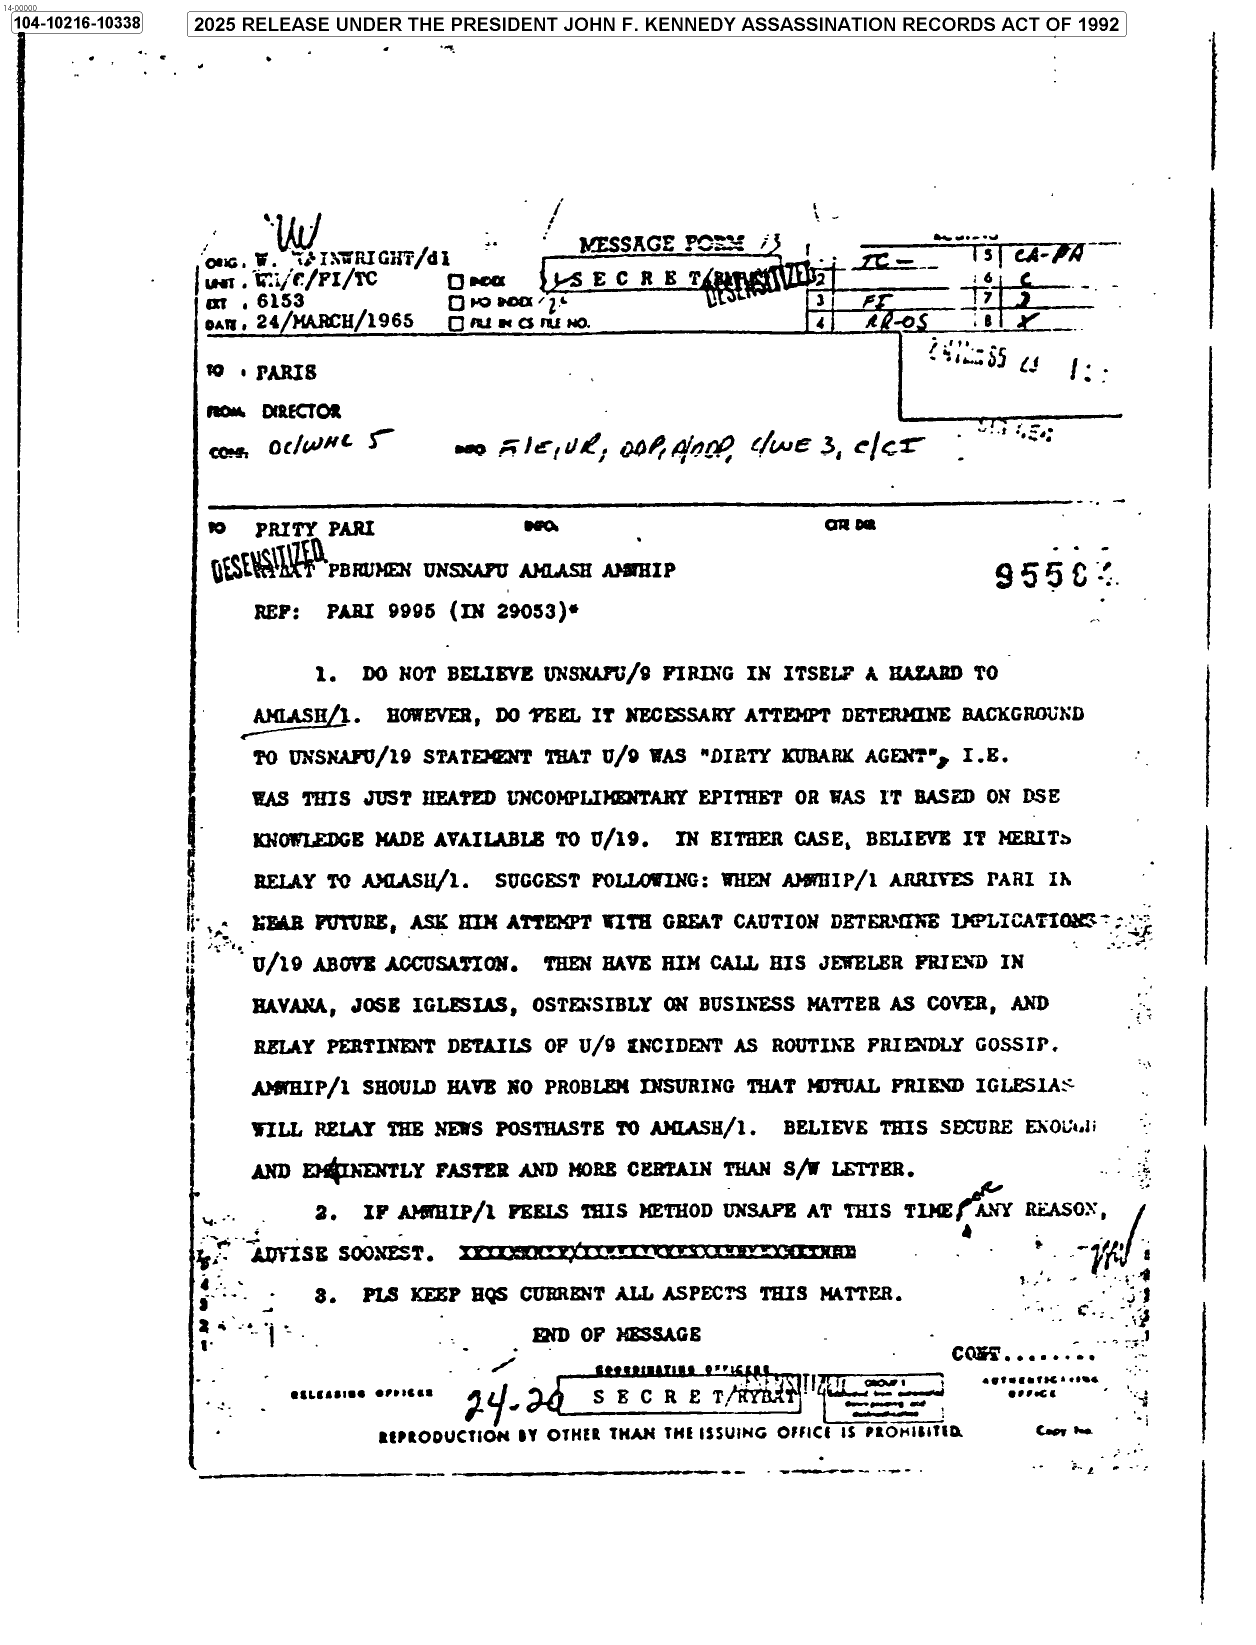 14-00000
104-10216-10338
2025 RELEASE UNDER THE PRESIDENT JOHN F. KENNEDY ASSASSINATION RECORDS ACT OF 1992
MESSAGE FORM 13
ORIG. W. WAINWRIGHT/dl
UNIT. /C/FI/TC
EXT. 6153
DATE. 24/MARCH/1965
INDEX
NO INDEX
FILE IN CS FILE NO.
SECRET/
DESENSITIZED
2
3 FI
4 RR-OS
5 CA-PA
6 C
7
8
TO PARIS
FROM DIRECTOR
CONF. OC/WHL 5 INFO DDP, A/DDP, C/WE 3, C/CI
TO PRITY PARI INFO. CITE DIR
DESENSITIZED
RYBAT PBRUMEN UNSNAFU AMLASH AMWHIP
REF: PARI 9995 (IN 29053)*
1. DO NOT BELIEVE UNSNAFU/9 FIRING IN ITSELF A HAZARD TO
AMLASH/1. HOWEVER, DO FEEL IT NECESSARY ATTEMPT DETERMINE BACKGROUND
TO UNSNAFU/19 STATEMENT THAT U/9 WAS "DIRTY KUBARK AGENT", I.E.
WAS THIS JUST HEATED UNCOMPLIMENTARY EPITHET OR WAS IT BASED ON DSE
KNOWLEDGE MADE AVAILABLE TO U/19. IN EITHER CASE, BELIEVE IT MERITS
RELAY TO AMLASH/1. SUGGEST FOLLOWING: WHEN AMWHIP/1 ARRIVES PARI IN
NEAR FUTURE, ASK HIM ATTEMPT WITH GREAT CAUTION DETERMINE IMPLICATIONS
U/19 ABOVE ACCUSATION. THEN HAVE HIM CALL HIS JEWELER FRIEND IN
HAVANA, JOSE IGLESIAS, OSTENSIBLY ON BUSINESS MATTER AS COVER, AND
RELAY PERTINENT DETAILS OF U/9 INCIDENT AS ROUTINE FRIENDLY GOSSIP.
AMWHIP/1 SHOULD HAVE NO PROBLEM INSURING THAT MUTUAL FRIEND IGLESIAS
WILL RELAY THE NEWS POSTHASTE TO AMLASH/1. BELIEVE THIS SECURE ENOUGH
AND EMINENTLY FASTER AND MORE CERTAIN THAN S/W LETTER.
2. IF AMWHIP/1 FEELS THIS METHOD UNSAFE AT THIS TIME for ANY REASON,
ADVISE SOONEST.
3. PLS KEEP HQS CURRENT ALL ASPECTS THIS MATTER.
END OF MESSAGE
CONT........
COORDINATING OFFICERS
RELEASING OFFICER
24-20
SECRET/RYBAT
DESENSITIZED
GROUP 1
AUTHENTICATING
OFFICE
REPRODUCTION BY OTHER THAN THE ISSUING OFFICE IS PROHIBITED.
Copy No.